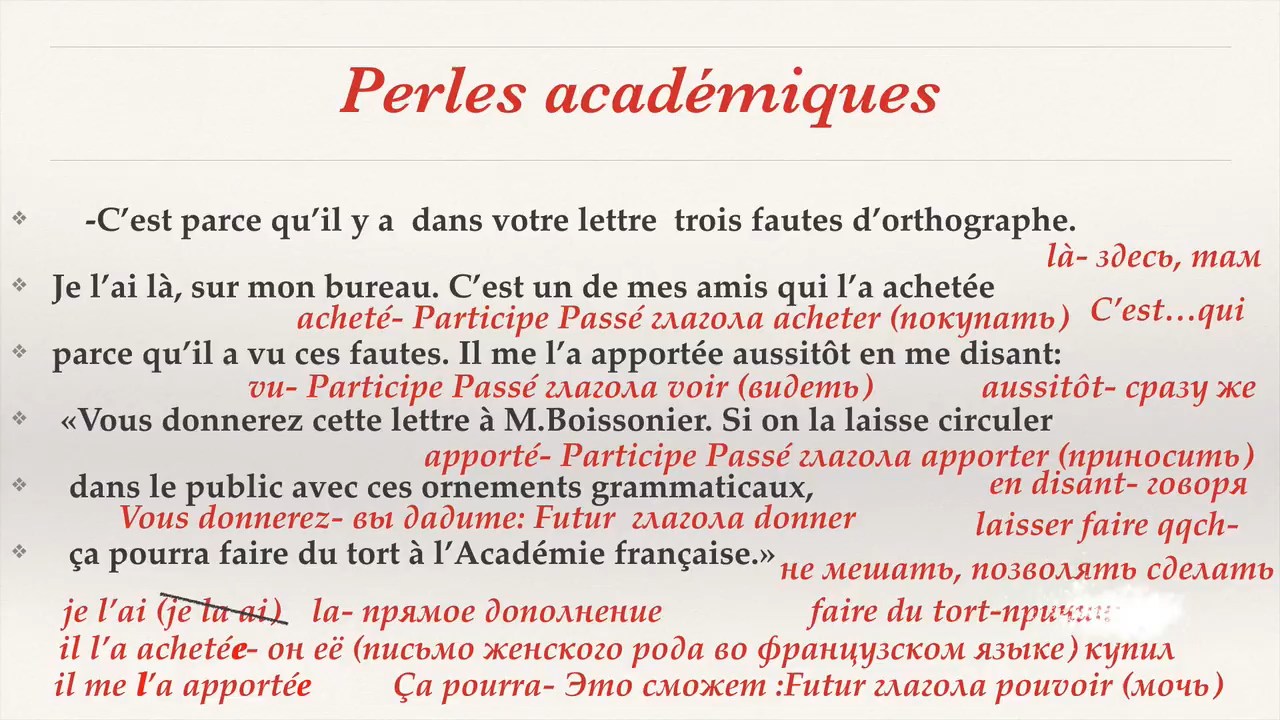 Perles académiques
-C’est parce qu’il y a dans votre lettre trois fautes d’orthographe.
là- здесь, там
Je l’ai là, sur mon bureau. C’est un de mes amis qui l’a achetée
acheté- Participe Passé глагола acheter (покупать)
C’est...qui
parce qu’il a vu ces fautes. Il me l’a apportée aussitôt en me disant:
vu- Participe Passé глагола voir (видеть)
aussitôt- сразу же
«Vous donnerez cette lettre à M.Boissonier. Si on la laisse circuler
apporté- Participe Passé глагола apporter (приносить)
dans le public avec ces ornements grammaticaux,
en disant- говоря
Vous donnerez- вы дадите: Futur глагола donner
laisser faire qqch-
ça pourra faire du tort à l’Académie française.»
не мешать, позволять сделать
je l’ai (je la ai) la- прямое дополнение
faire du tort-
il l’a achetée- он её (письмо женского рода во французском языке) купил
il me l’a apportée
Ça pourra- Это сможет :Futur глагола pouvoir (мочь)